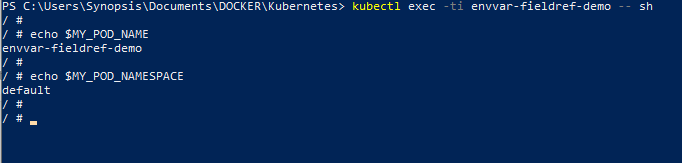 PS C:\Users\Synopsis\Documents\DOCKER\Kubernetes> kubectl exec -ti envvar-fieldref-demo -- sh
/ #
/ # echo $MY_POD_NAME
envvar-fieldref-demo
/ #
/ # echo $MY_POD_NAMESPACE
default
/ #
/ #